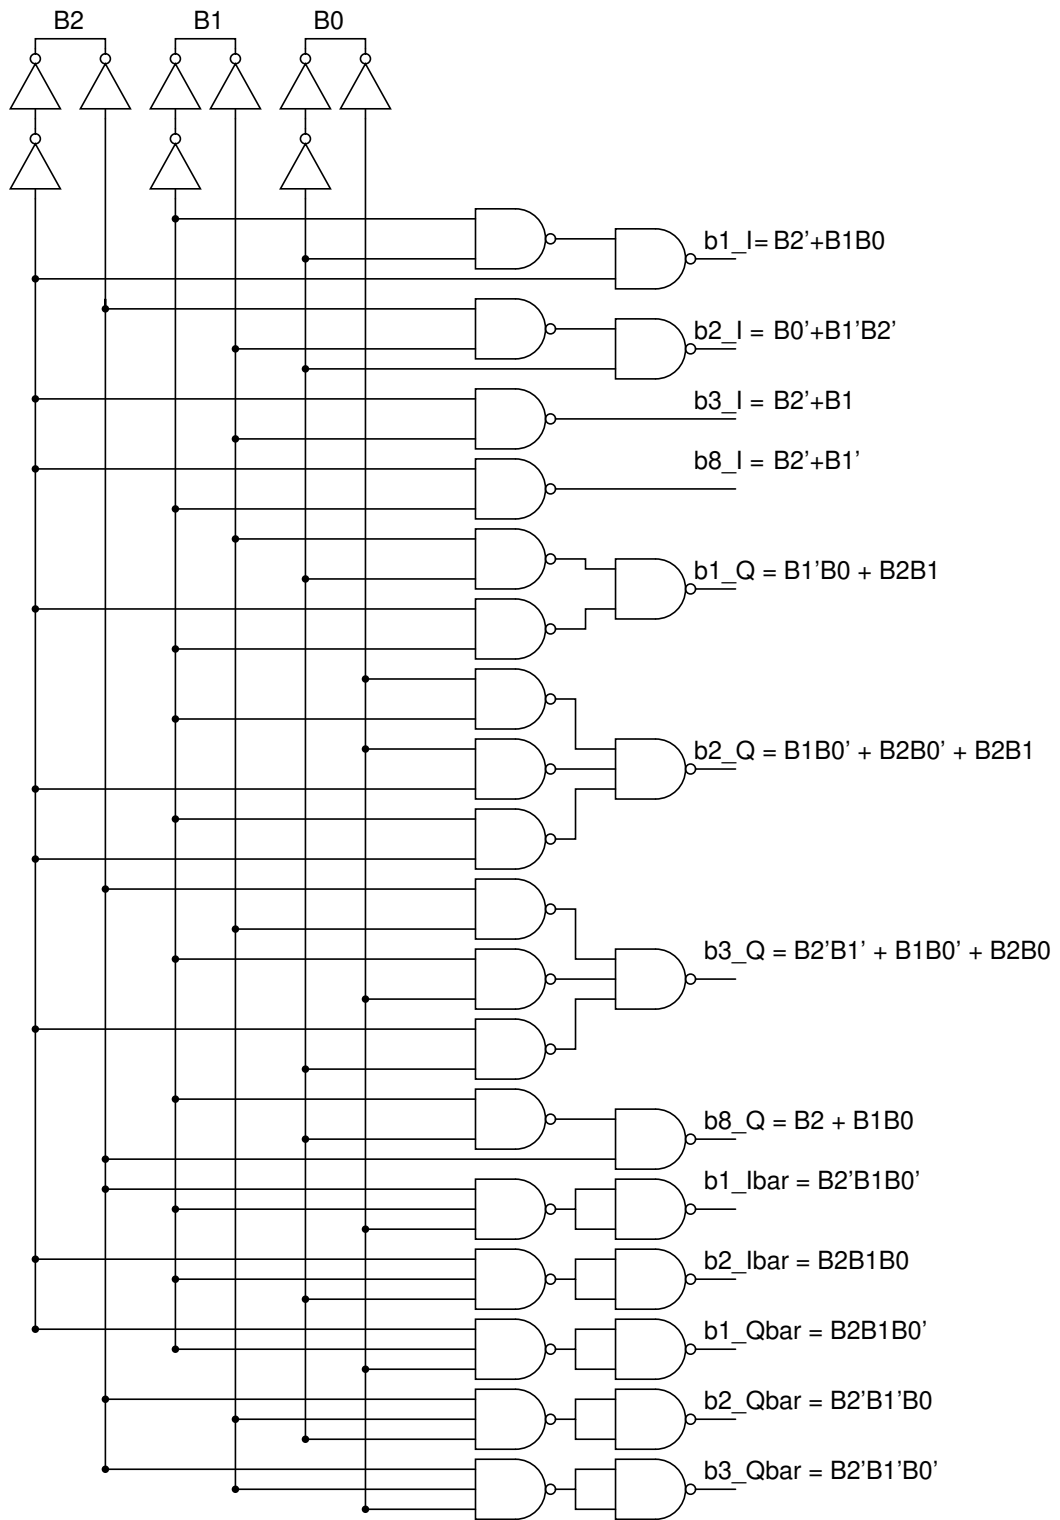 B2 B1 B0
b1_I= B2'+B1B0
b2_I = B0'+B1'B2'
b3_I = B2'+B1
b8_I = B2'+B1'
b1_Q = B1'B0 + B2B1
b2_Q = B1B0' + B2B0' + B2B1
b3_Q = B2'B1' + B1B0' + B2B0
b8_Q = B2 + B1B0
b1_Ibar = B2'B1B0'
b2_Ibar = B2B1B0
b1_Qbar = B2B1B0'
b2_Qbar = B2'B1'B0
b3_Qbar = B2'B1'B0'